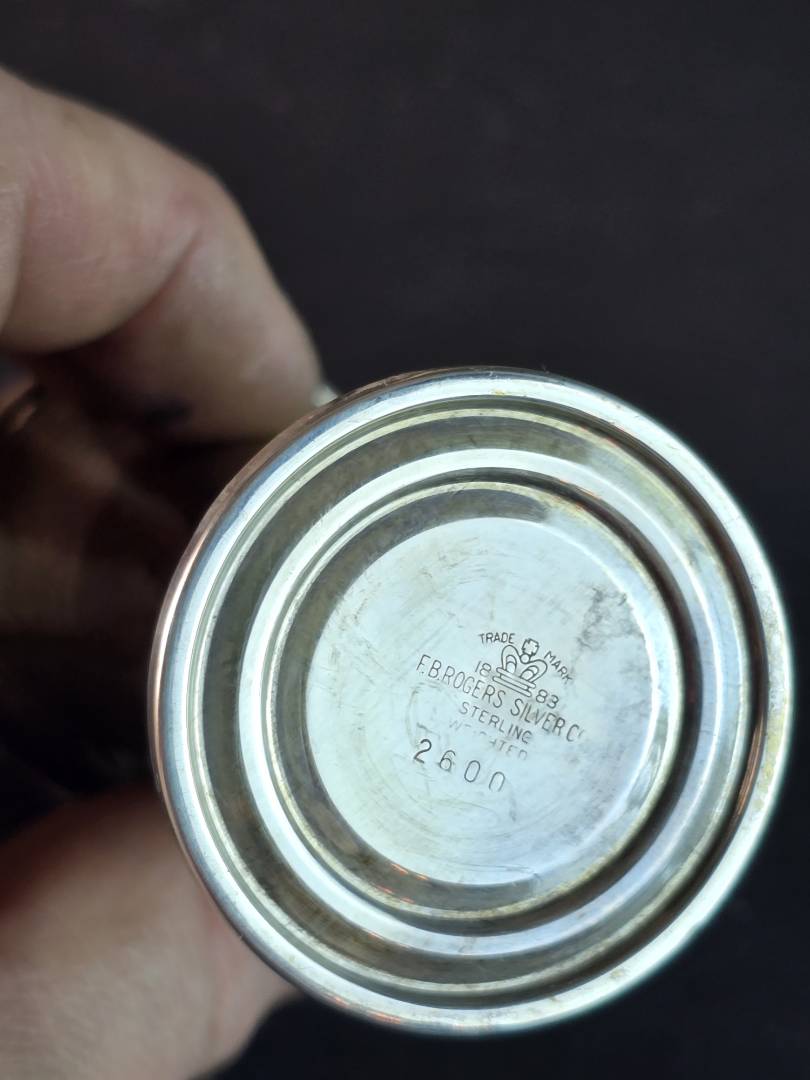 TRADE MARK
18 83
F.B.ROGERS SILVER CO
STERLING
WEIGHTED
2600